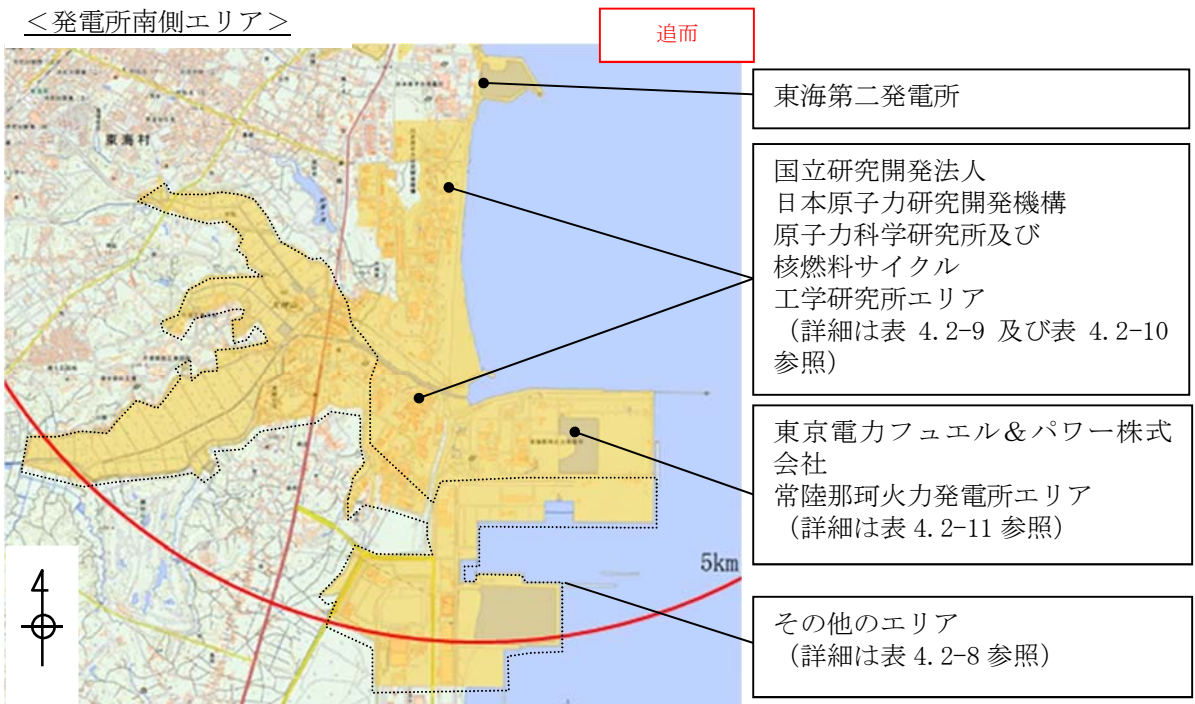 ＜発電所南側エリア＞
追而
東海第二発電所
国立研究開発法人
日本原子力研究開発機構
原子力科学研究所及び
核燃料サイクル
工学研究所エリア
（詳細は表 4.2-9 及び表 4.2-10
参照）
東京電力フュエル＆パワー株式
会社
常陸那珂火力発電所エリア
（詳細は表 4.2-11 参照）
その他のエリア
（詳細は表 4.2-8 参照）
東海村
5km